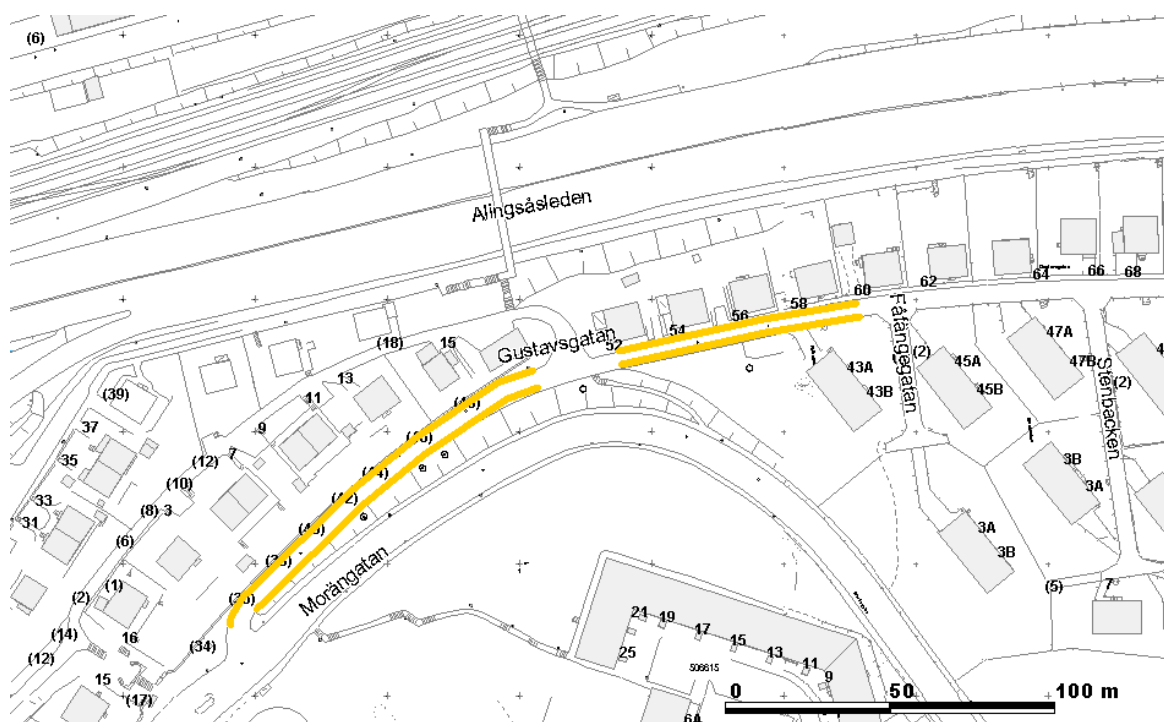 (6)
Alingsåsleden
64
66
68
62
60
58
56
54
52
Gustavsgatan
Fåfängegatan
(2)
45A
45B
47A
47B
Stenbacken
(2)
43A
43B
(18)
15
13
11
9
7
(39)
37
35
33
31
(12)
(10)
(8)
3
(6)
(1)
(2)
(14)
(12)
16
15
(17)
(34)
(42)
Morängatan
3B
3A
3A
3B
(5)
7
21
19
17
15
13
11
9
25
506615
6A
0
50
100 m